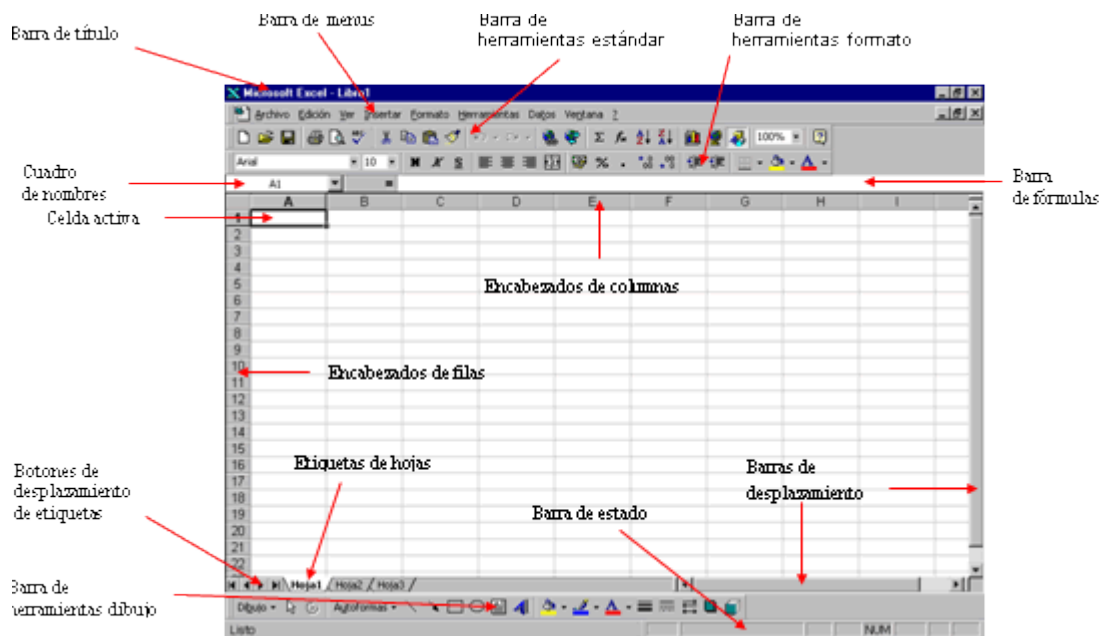 Barra de título
Barra de menus
Barra de
herramientas estándar
Barra de
herramientas formato
Microsoft Excel - Libro1
Archivo Edición Ver Insertar Formato Herramientas Datos Ventana ?
100%
Arial 10 N K S
A1 =
Cuadro
de nombres
Celda activa
Barra
de fórmulas
A B C D E F G H I
1
2
3
4
5
6
7
8
9
10
11
12
13
14
15
16
17
18
19
20
21
22
Encabezados de columnas
Encabezados de filas
Etiquetas de hojas
Barras de
desplazamiento
Barra de estado
Botones de
desplazamiento
de etiquetas
Barra de
herramientas dibujo
Hoja1 Hoja2 Hoja3
Dibujo Autoformas
Listo NUM